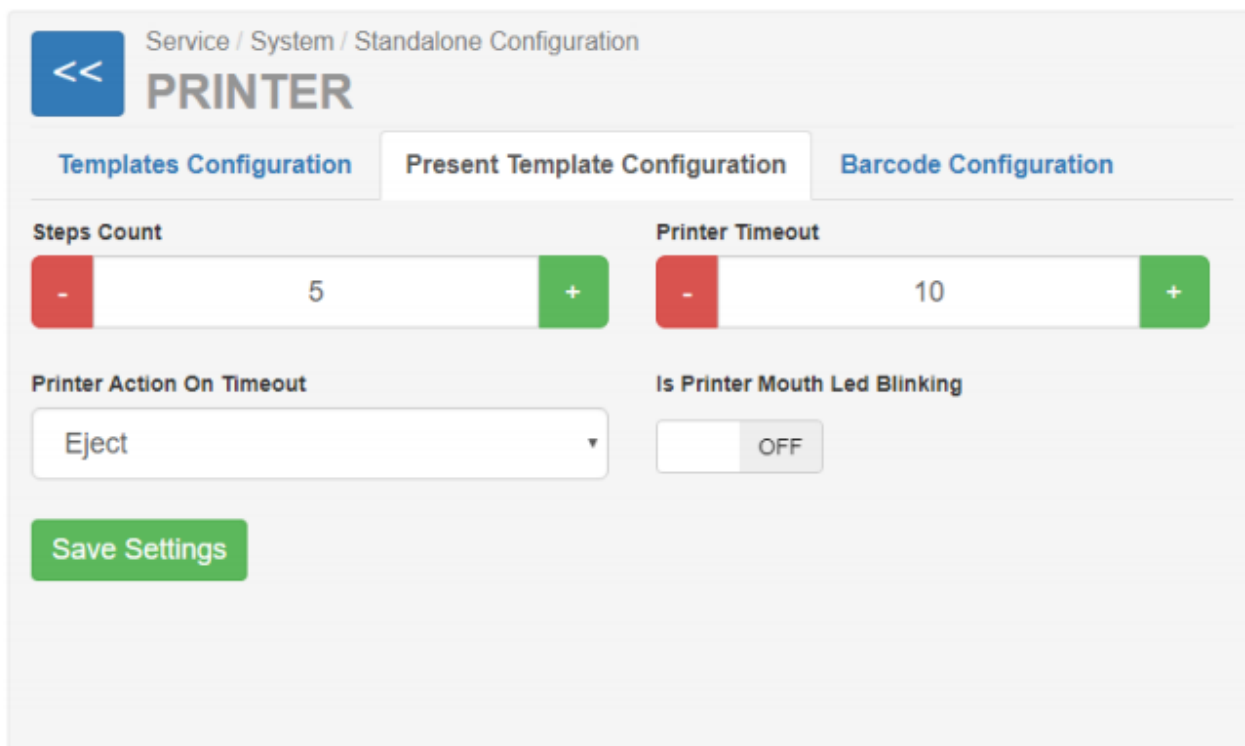 <<
Service / System / Standalone Configuration
PRINTER
Templates Configuration
Present Template Configuration
Barcode Configuration
Steps Count
Printer Timeout
- 5 +
- 10 +
Printer Action On Timeout
Is Printer Mouth Led Blinking
Eject
OFF
Save Settings